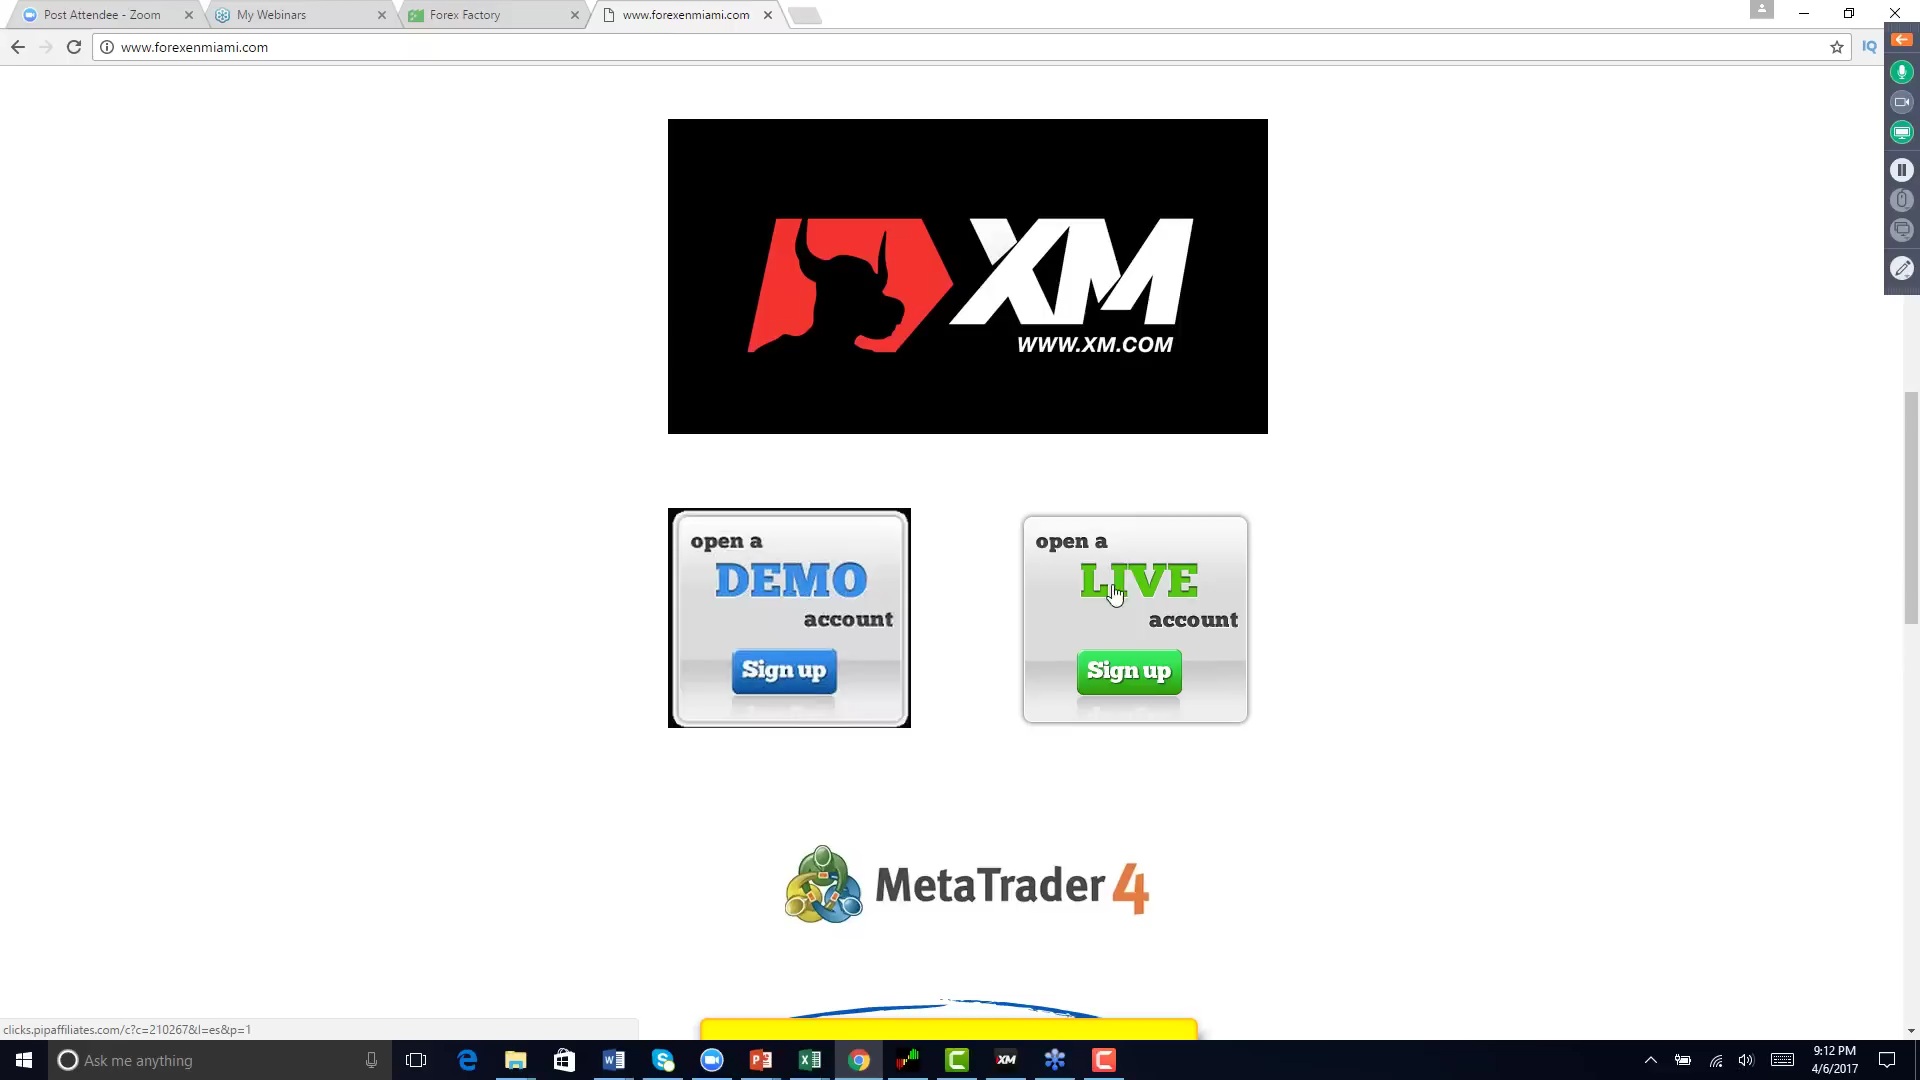 Post Attendee - Zoom
My Webinars
Forex Factory
www.forexenmiami.com
www.forexenmiami.com
IQ
XM
WWW.XM.COM
open a
DEMO
account
Sign up
open a
LIVE
account
Sign up
MetaTrader 4
clicks.pipaffiliates.com/c?c=210267&l=es&p=1
Ask me anything
XM
9:12 PM
4/6/2017